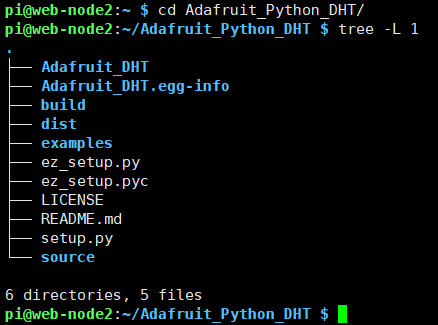 pi@web-node2:~ $ cd Adafruit_Python_DHT/
pi@web-node2:~/Adafruit_Python_DHT $ tree -L 1
.
├── Adafruit_DHT
├── Adafruit_DHT.egg-info
├── build
├── dist
├── examples
├── ez_setup.py
├── ez_setup.pyc
├── LICENSE
├── README.md
├── setup.py
└── source
6 directories, 5 files
pi@web-node2:~/Adafruit_Python_DHT $